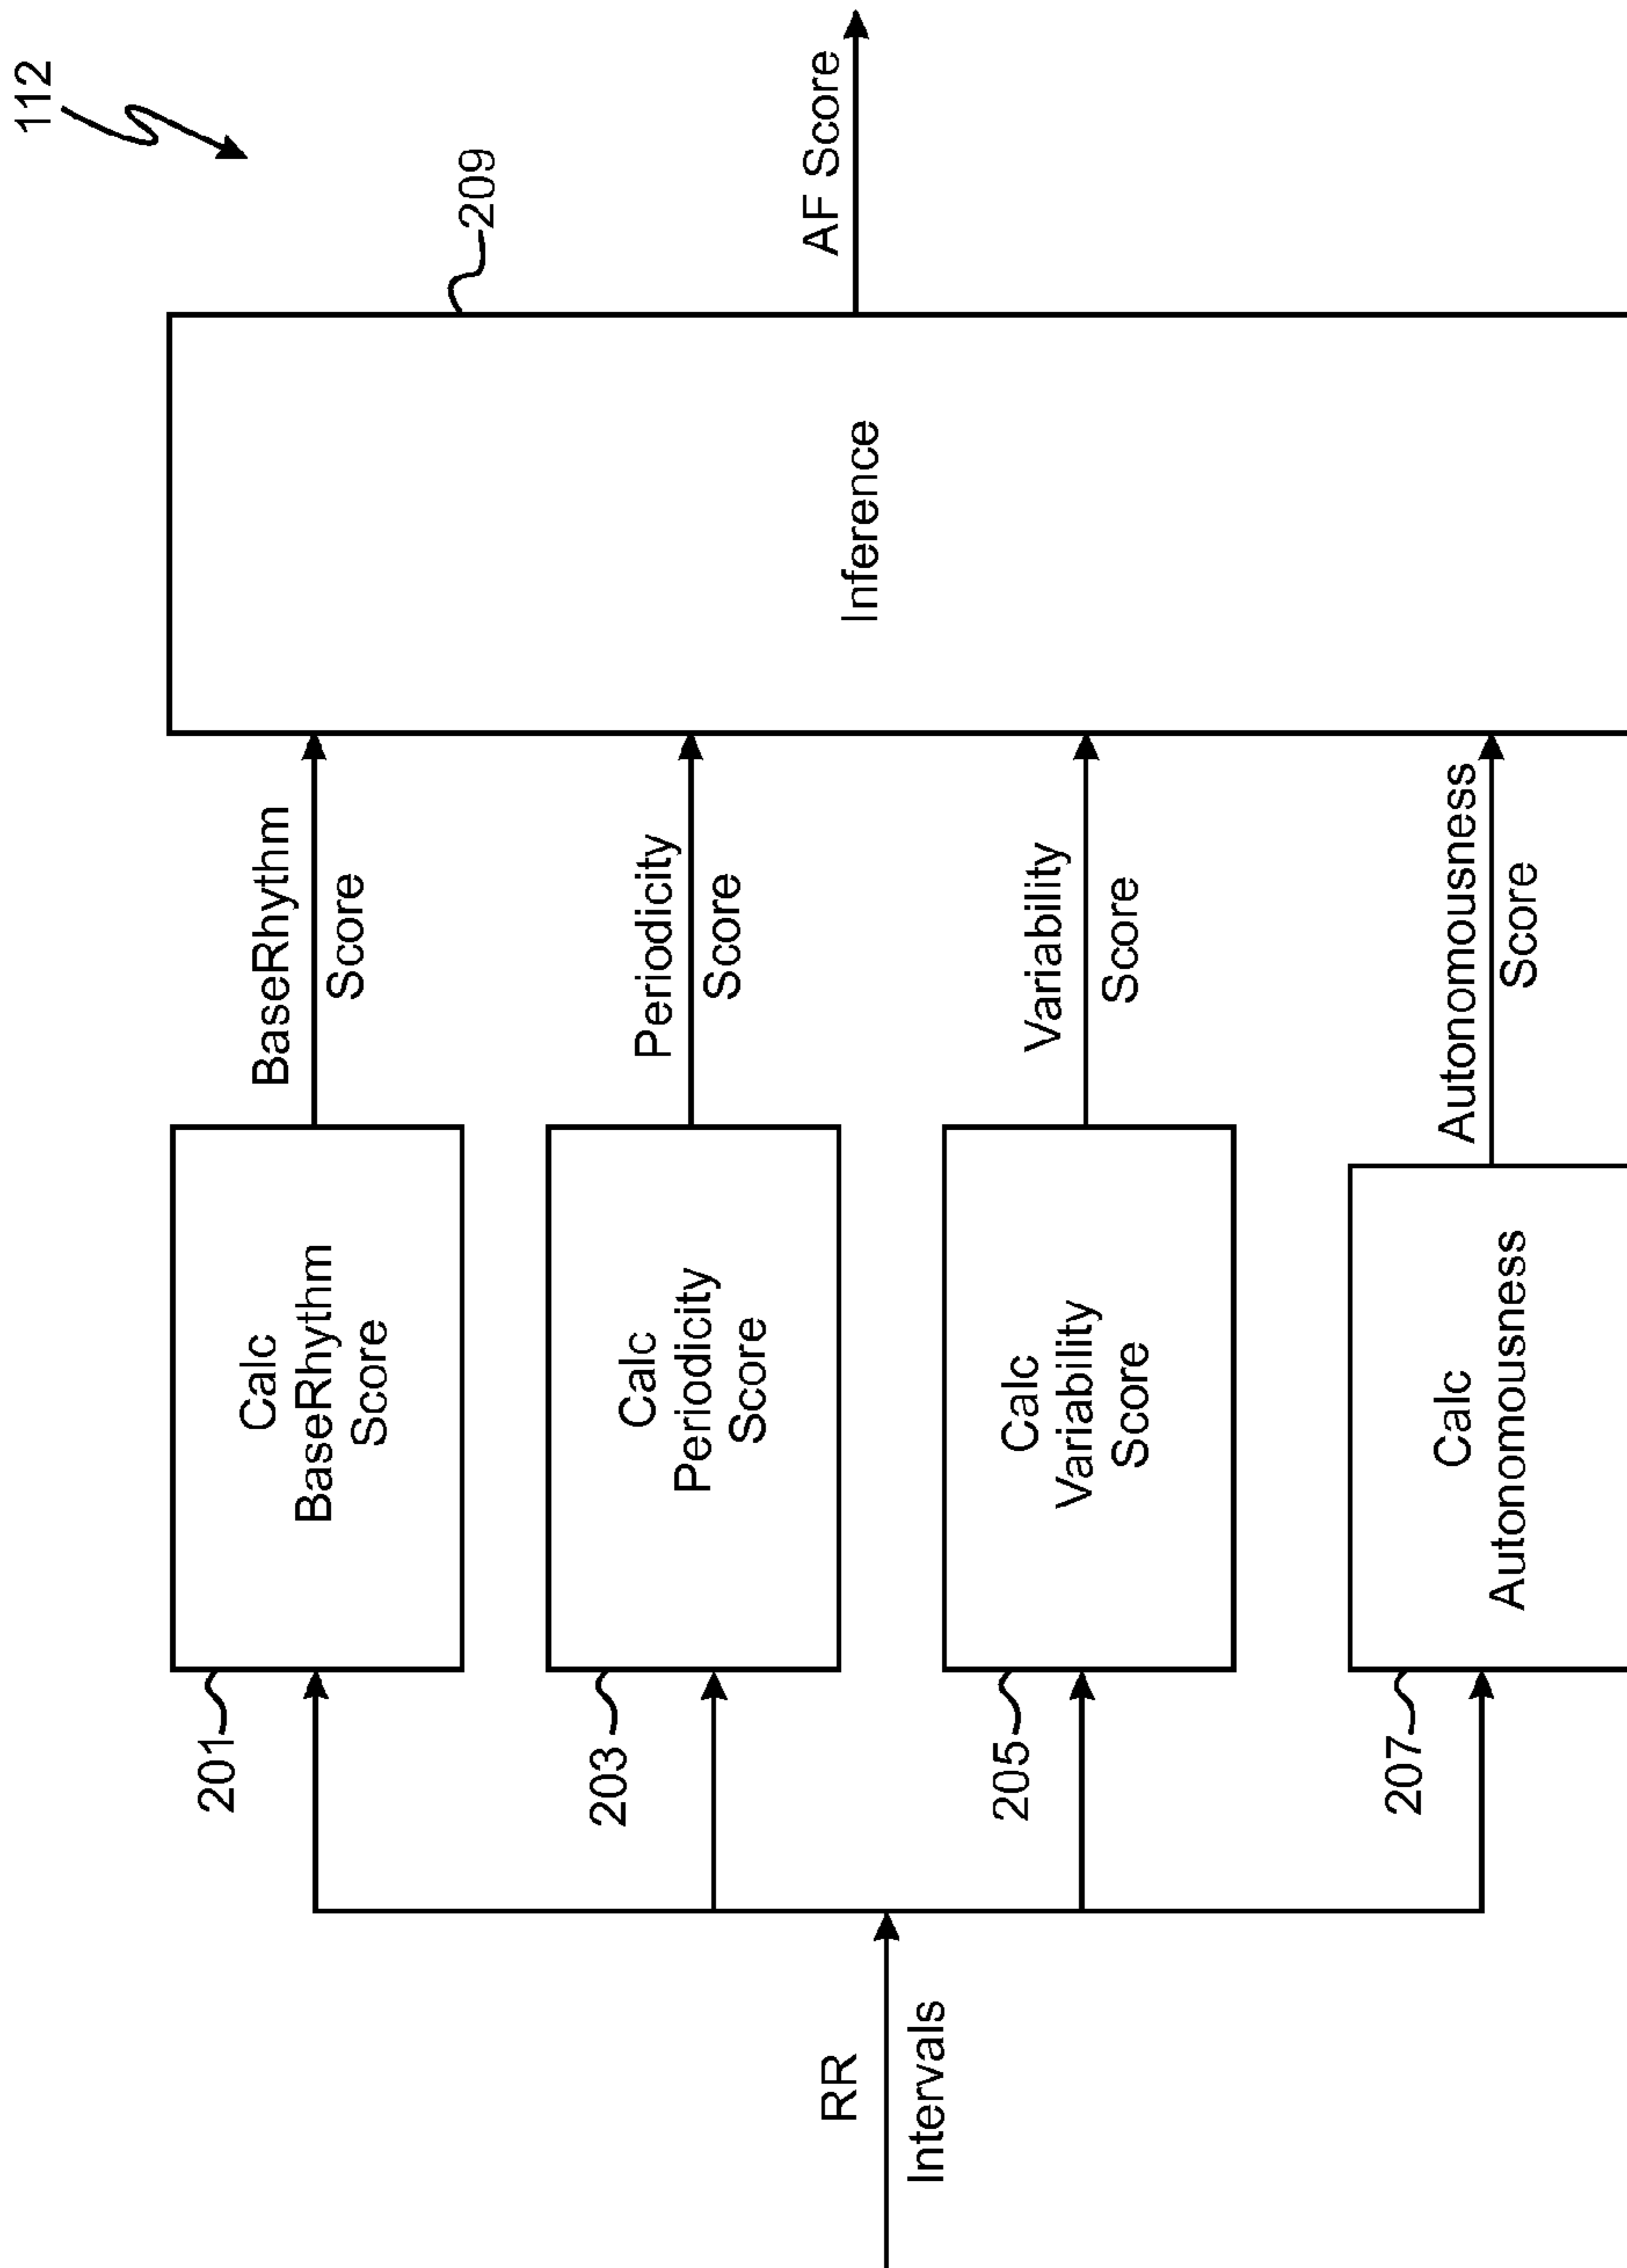 112
RR
Intervals
201
Calc
BaseRhythm
Score
BaseRhythm
Score
203
Calc
Periodicity
Score
Periodicity
Score
205
Calc
Variability
Score
Variability
Score
207
Calc
Autonomousness
Autonomousness
Score
209
Inference
AF Score